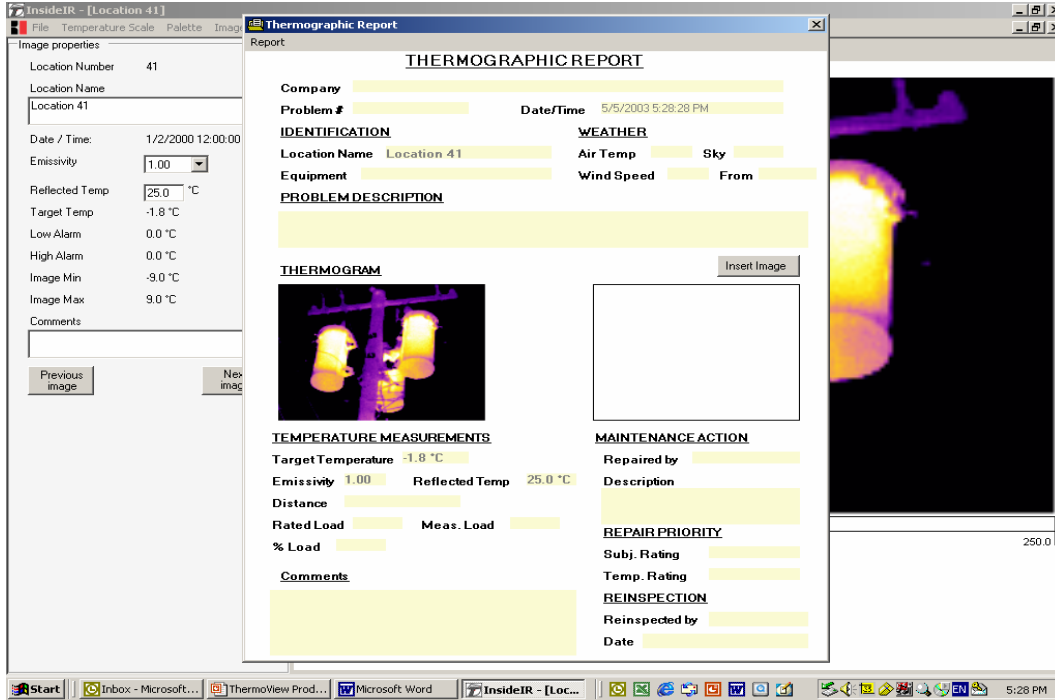 InsideIR - [Location 41]
File Temperature Scale Palette
Image properties
Location Number 41
Location Name
Location 41
Date / Time: 1/2/2000 12:00:00
Emissivity 1.00
Reflected Temp 25.0 °C
Target Temp -1.8 °C
Low Alarm 0.0 °C
High Alarm 0.0 °C
Image Min -9.0 °C
Image Max 9.0 °C
Comments
Previous image
Thermographic Report
Report
THERMOGRAPHIC REPORT
Company
Problem # Date/Time 5/5/2003 5:28:28 PM
IDENTIFICATION WEATHER
Location Name Location 41 Air Temp Sky
Equipment Wind Speed From
PROBLEM DESCRIPTION
THERMOGRAM Insert Image
TEMPERATURE MEASUREMENTS MAINTENANCE ACTION
Target Temperature -1.8 °C Repaired by
Emissivity 1.00 Reflected Temp 25.0 °C Description
Distance
Rated Load Meas. Load
REPAIR PRIORITY
% Load Subj. Rating
Comments Temp. Rating
REINSPECTION
Reinspected by
Date
250.0
Start Inbox - Microsoft... ThermoView Prod... Microsoft Word InsideIR - [Loc... EN 5:28 PM